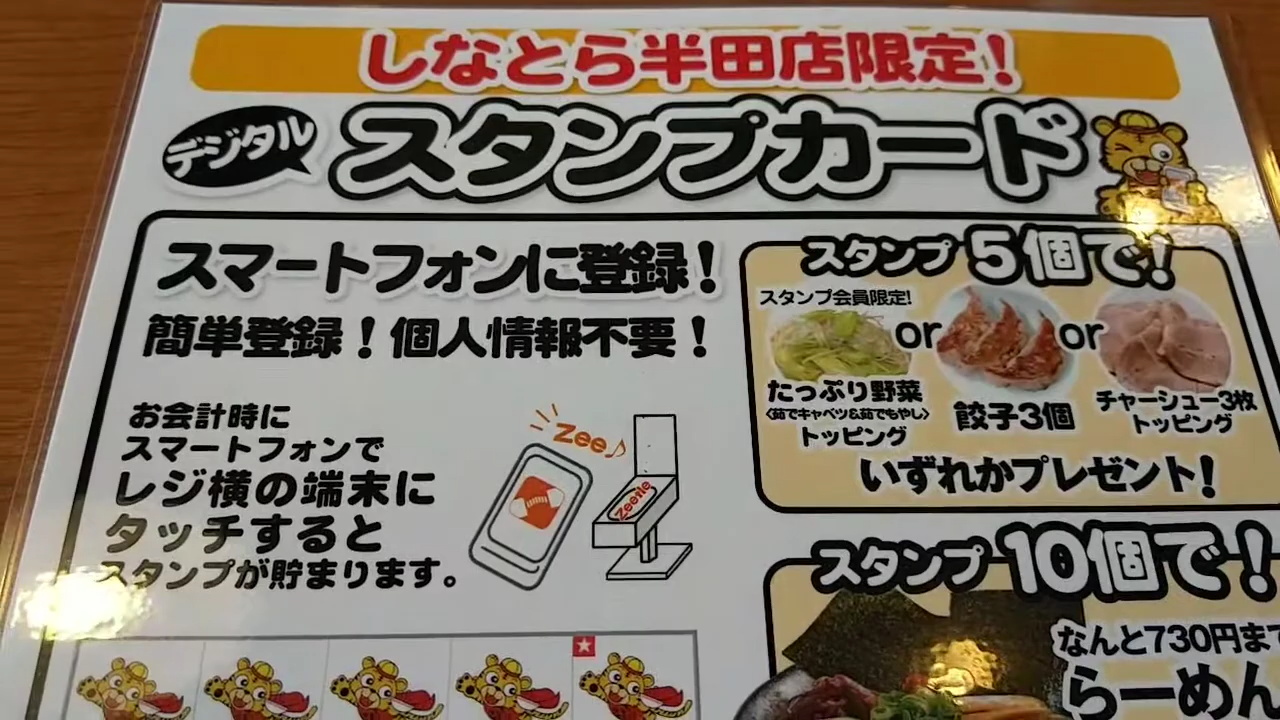 しなとら半田店限定！
デジタル
スタンプカード
スマートフォンに登録！
簡単登録！個人情報不要！
お会計時に
スマートフォンで
レジ横の端末に
タッチすると
スタンプが貯まります。
Zee♪
Zeetle
スタンプ5個で！
スタンプ会員限定!
たっぷり野菜
〈茹でキャベツ&茹でもやし〉
トッピング
or
餃子3個
or
チャーシュー3枚
トッピング
いずれかプレゼント！
スタンプ10個で！
なんと730円まで
らーめん